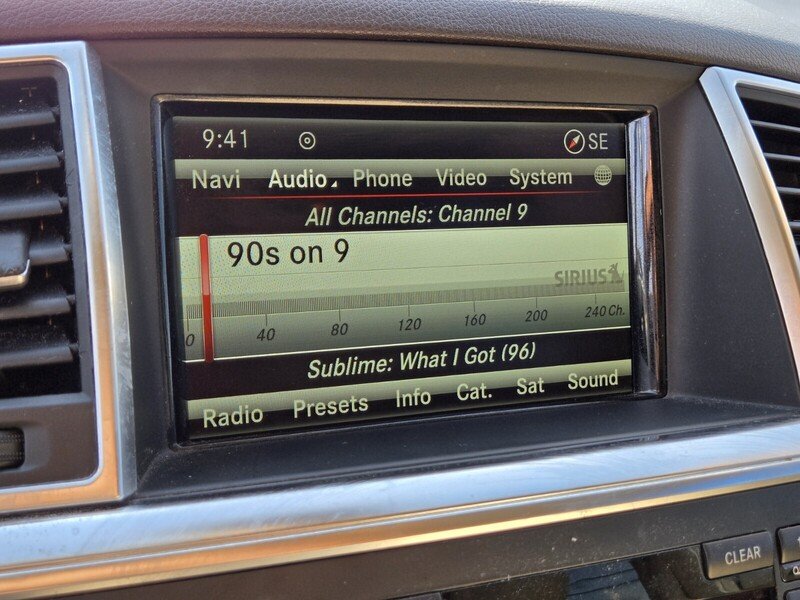 9:41 SE
Navi Audio Phone Video System
All Channels: Channel 9
90s on 9
SIRIUS
0 40 80 120 160 200 240 Ch.
Sublime: What I Got (96)
Radio Presets Info Cat. Sat Sound
CLEAR